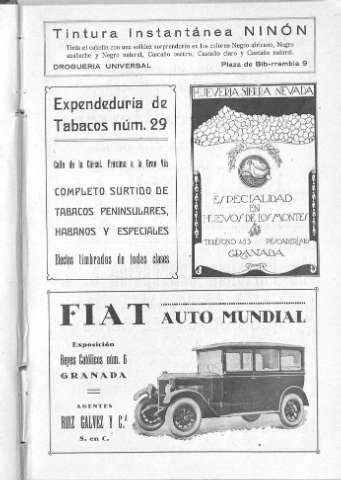 Tintura Instantánea NINÓN
Tiñe el cabello con una solidez sorprendente en los colores Negro africano, Negro
azabache y Negro natural, Castaño oscuro, Castaño claro y Castaño natural.
DROGUERIA UNIVERSAL Plaza de Bib-rrambla 9
Expendeduría de
Tabacos núm. 29
Calle de la Cárcel. Próxima a la Gran Vía
COMPLETO SURTIDO DE
TABACOS PENINSULARES,
HABANOS Y ESPECIALES
Efectos timbrados de todas clases
HUEVERIA SIERRA NEVADA
ESPECIALIDAD
EN
HUEVOS DE LOS MONTES
TELÉFONO 453
GRANADA
FIAT AUTO MUNDIAL
Exposición
Reyes Católicos núm. 6
GRANADA
AGENTES
RUIZ GALVEZ Y C.ª
S. en C.